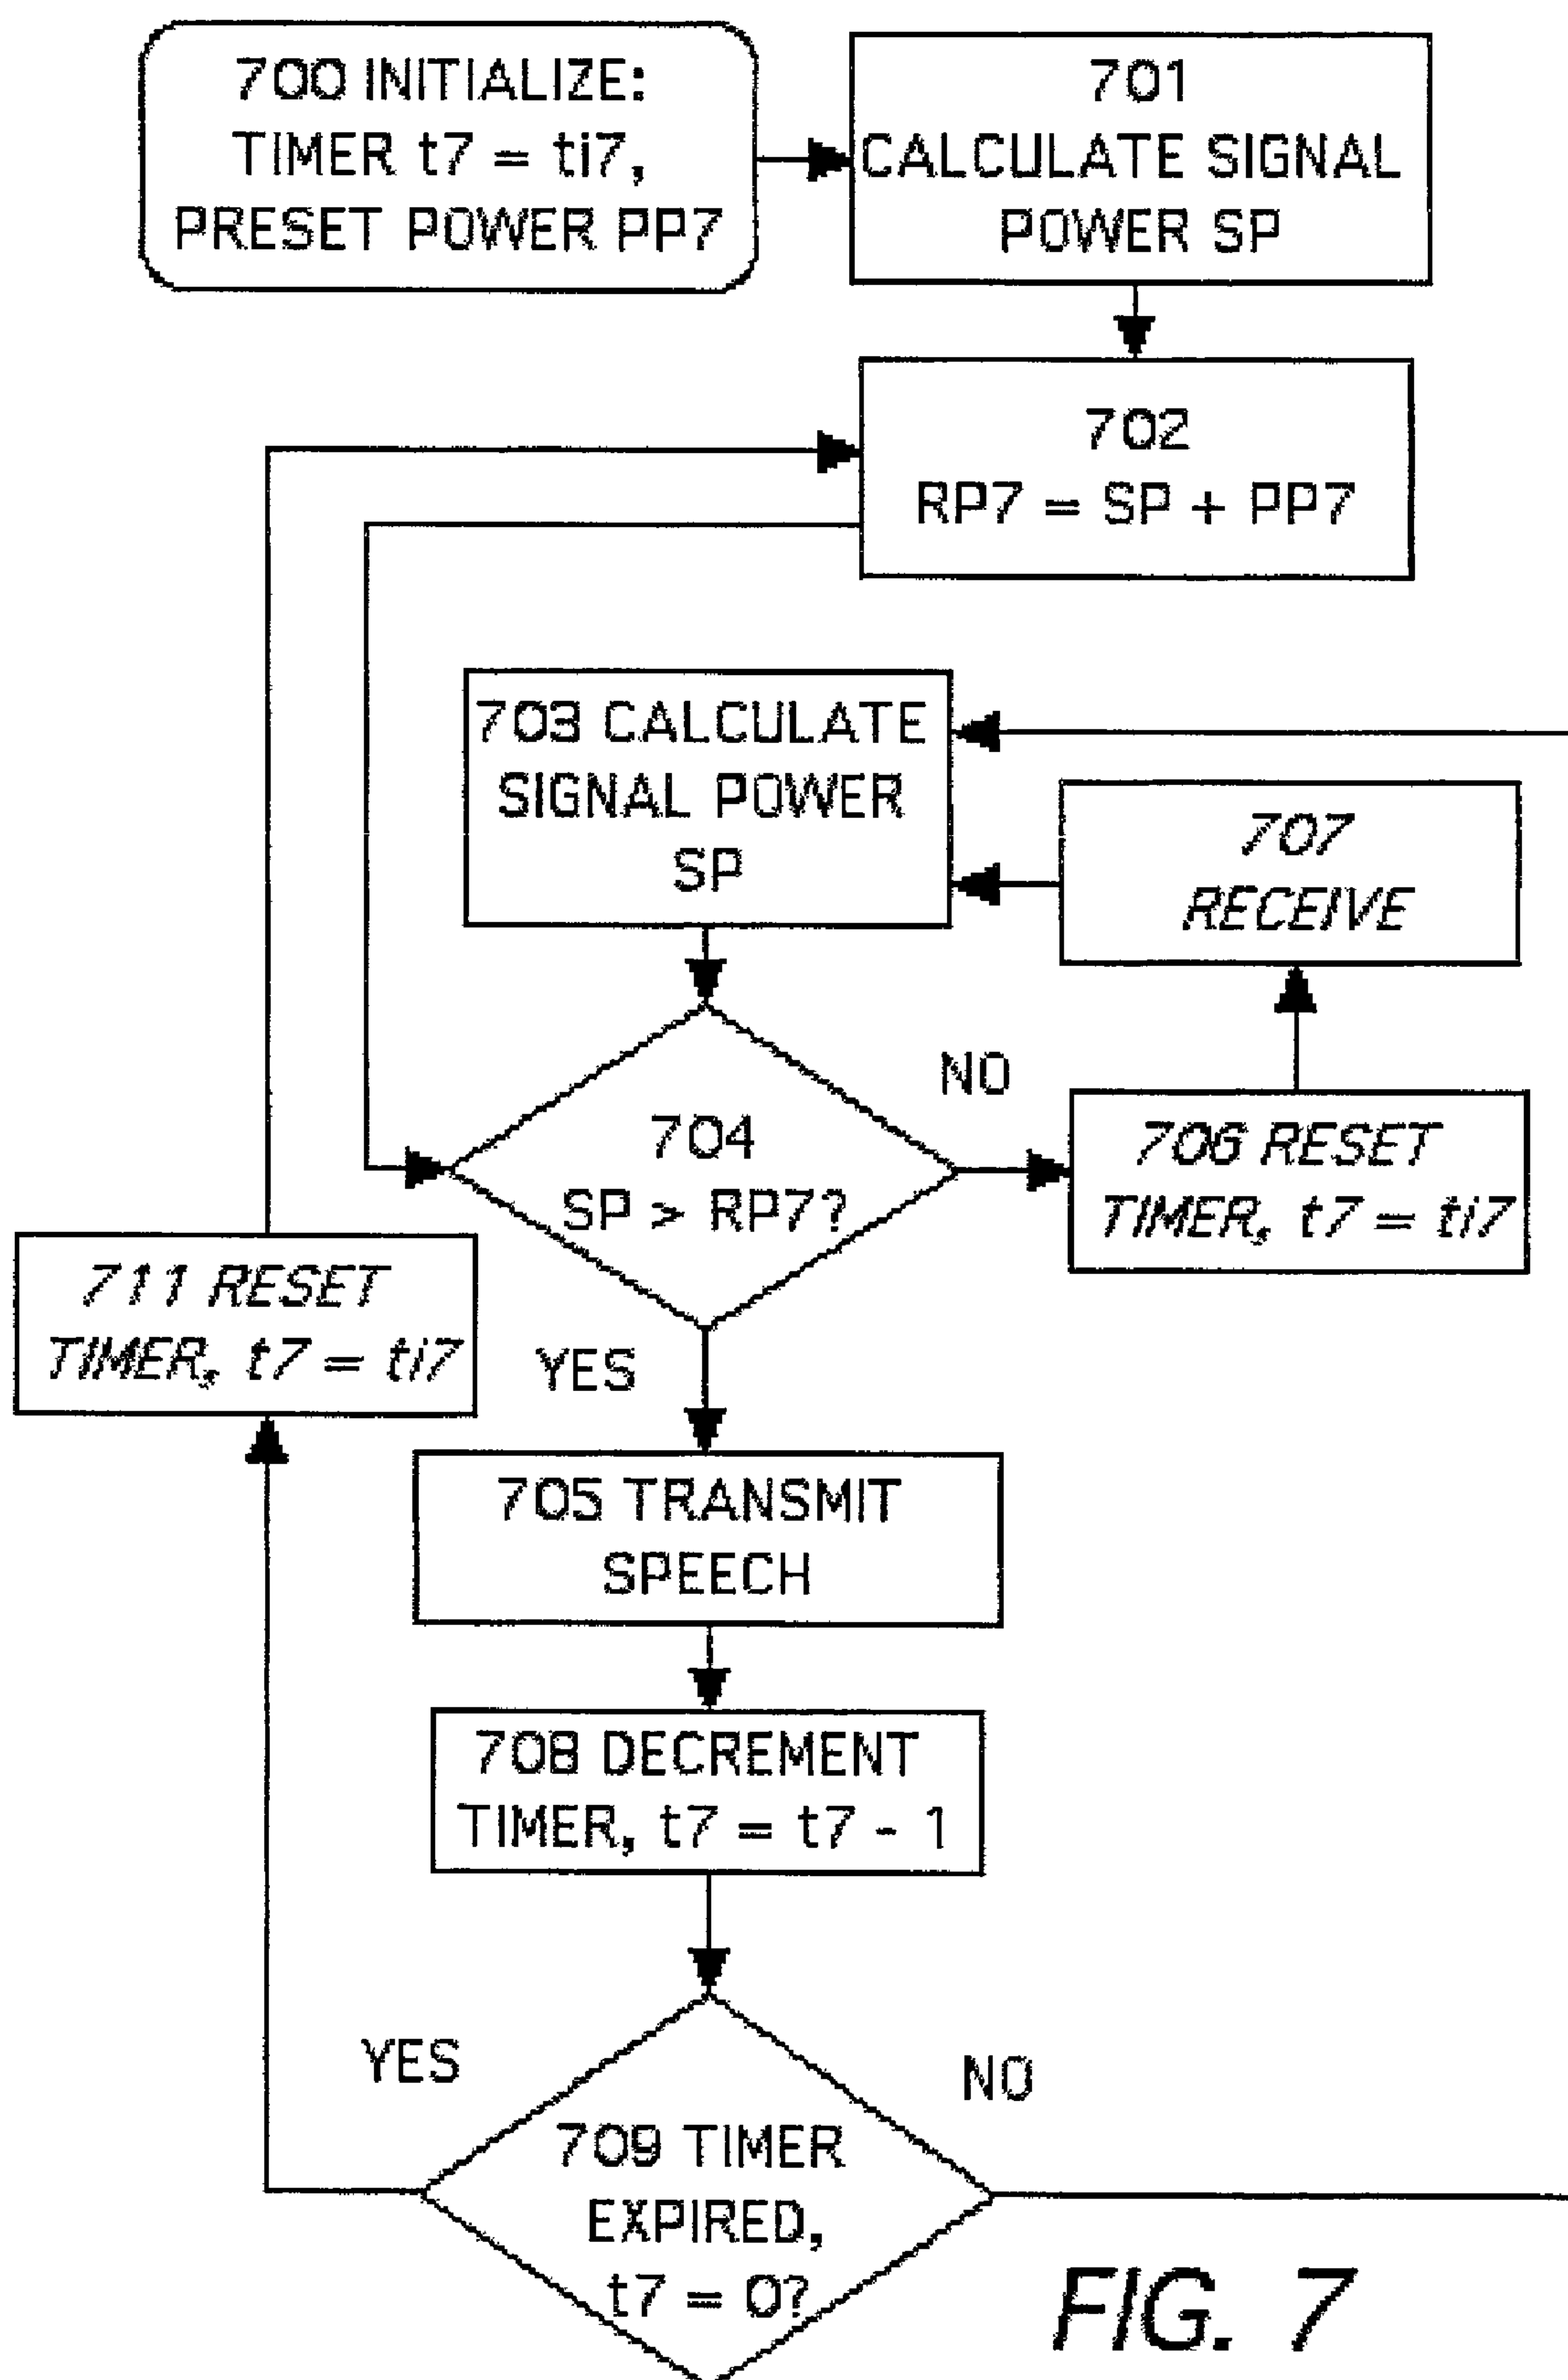 700 INITIALIZE:
TIMER t7 = ti7,
PRESET POWER PP7
701
CALCULATE SIGNAL
POWER SP
702
RP7 = SP + PP7
703 CALCULATE
SIGNAL POWER
SP
707
RECEIVE
NO
704
SP > RP7?
706 RESET
TIMER, t7 = ti7
711 RESET
TIMER, t7 = ti7
YES
705 TRANSMIT
SPEECH
708 DECREMENT
TIMER, t7 = t7 - 1
YES
NO
709 TIMER
EXPIRED,
t7 = 0?
FIG. 7